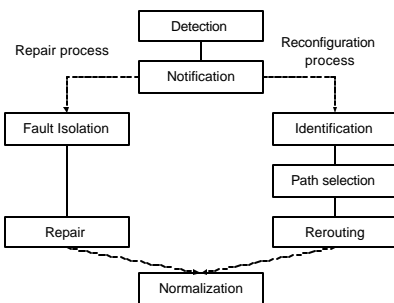 Detection
Repair process
Reconfiguration
process
Notification
Fault Isolation
Identification
Path selection
Repair
Rerouting
Normalization